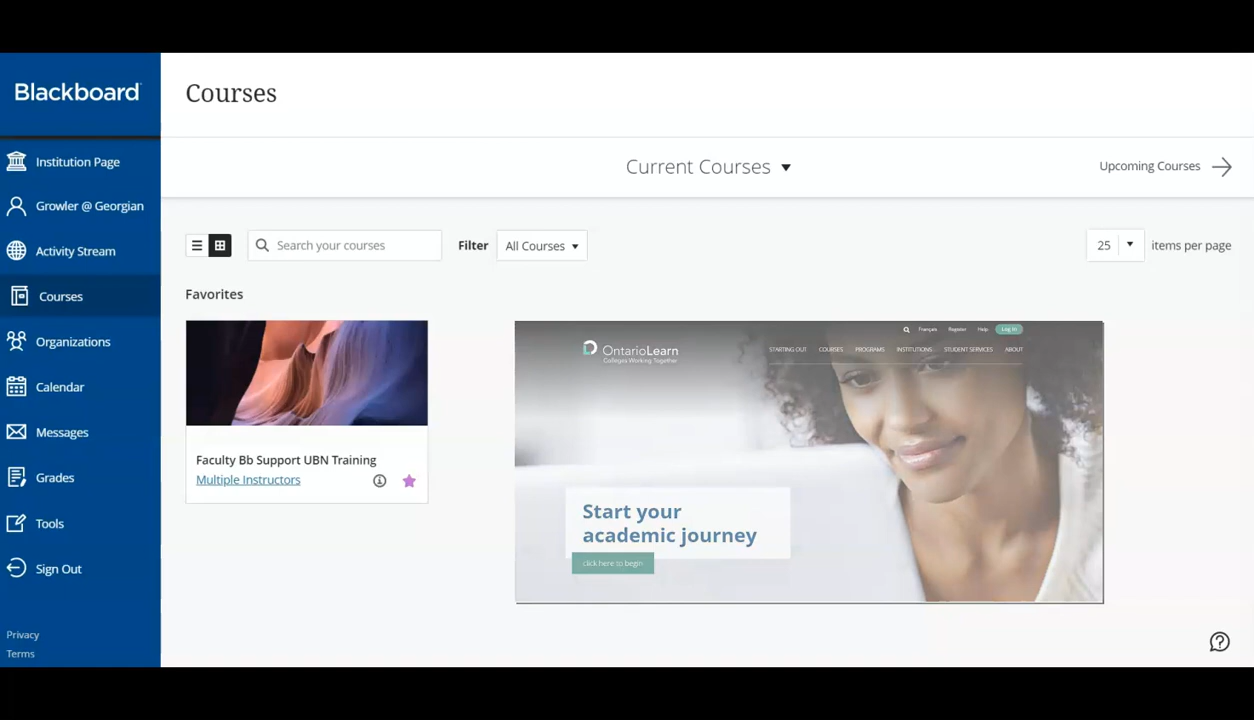 Blackboard
Institution Page
Growler @ Georgian
Activity Stream
Courses
Organizations
Calendar
Messages
Grades
Tools
Sign Out
Privacy
Terms
Courses
Current Courses
Upcoming Courses
Search your courses
Filter
All Courses
25
items per page
Favorites
Faculty Bb Support UBN Training
Multiple Instructors
Français Register Help Log In
OntarioLearn
Colleges Working Together
STARTING OUT COURSES PROGRAMS INSTITUTIONS STUDENT SERVICES ABOUT
Start your
academic journey
click here to begin